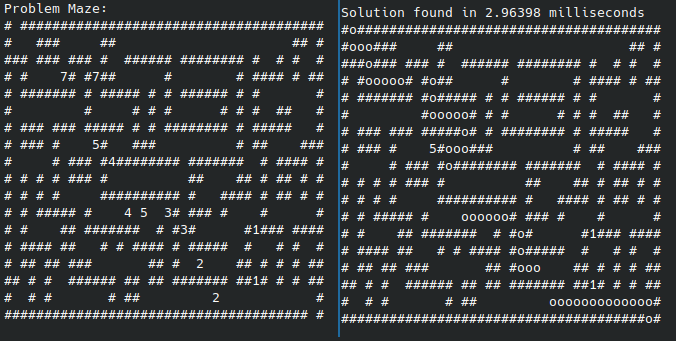 Problem Maze:
# ######################################
#   ###     ##                      ## #
### ### ### #  ###### ######## #  # #  #
# #    7# #7##      #        # #### # ##
# ####### # ##### # # ###### # #       #
#         #     # # #      # # #  ##   #
# ### ### ##### # # ######## # #####   #
# ### #    5#   ###          # ##    ###
#     # ### #4######## #######  # #### #
# # # # ### #          ##    ## # ## # #
# # # #     ########## #   #### # ## # #
# # ##### #    4 5  3# ### #    #      #
# #    ## #######  # #3#      #1### ####
# #### ##   # # #### # #####  #   # #  #
# ## ## ###       ## #  2    ## # # # ##
## # #  ###### ## ## ####### ##1# # # ##
#  # #       # ##         2            #
###################################### #
Solution found in 2.96398 milliseconds
#o######################################
#ooo###     ##                      ## #
###o### ### #  ###### ######## #  # #  #
# #ooooo# #o##      #        # #### # ##
# ####### #o##### # # ###### # #       #
#         #ooooo# # #      # # #  ##   #
# ### ### #####o# # ######## # #####   #
# ### #    5#ooo###          # ##    ###
#     # ### #o######## #######  # #### #
# # # # ### #          ##    ## # ## # #
# # # #     ########## #   #### # ## # #
# # ##### #    oooooo# ### #    #      #
# #    ## #######  # #o#      #1### ####
# #### ##   # # #### #o#####  #   # #  #
# ## ## ###       ## #ooo    ## # # # ##
## # #  ###### ## ## ####### ##1# # # ##
#  # #       # ##         ooooooooooooo#
######################################o#